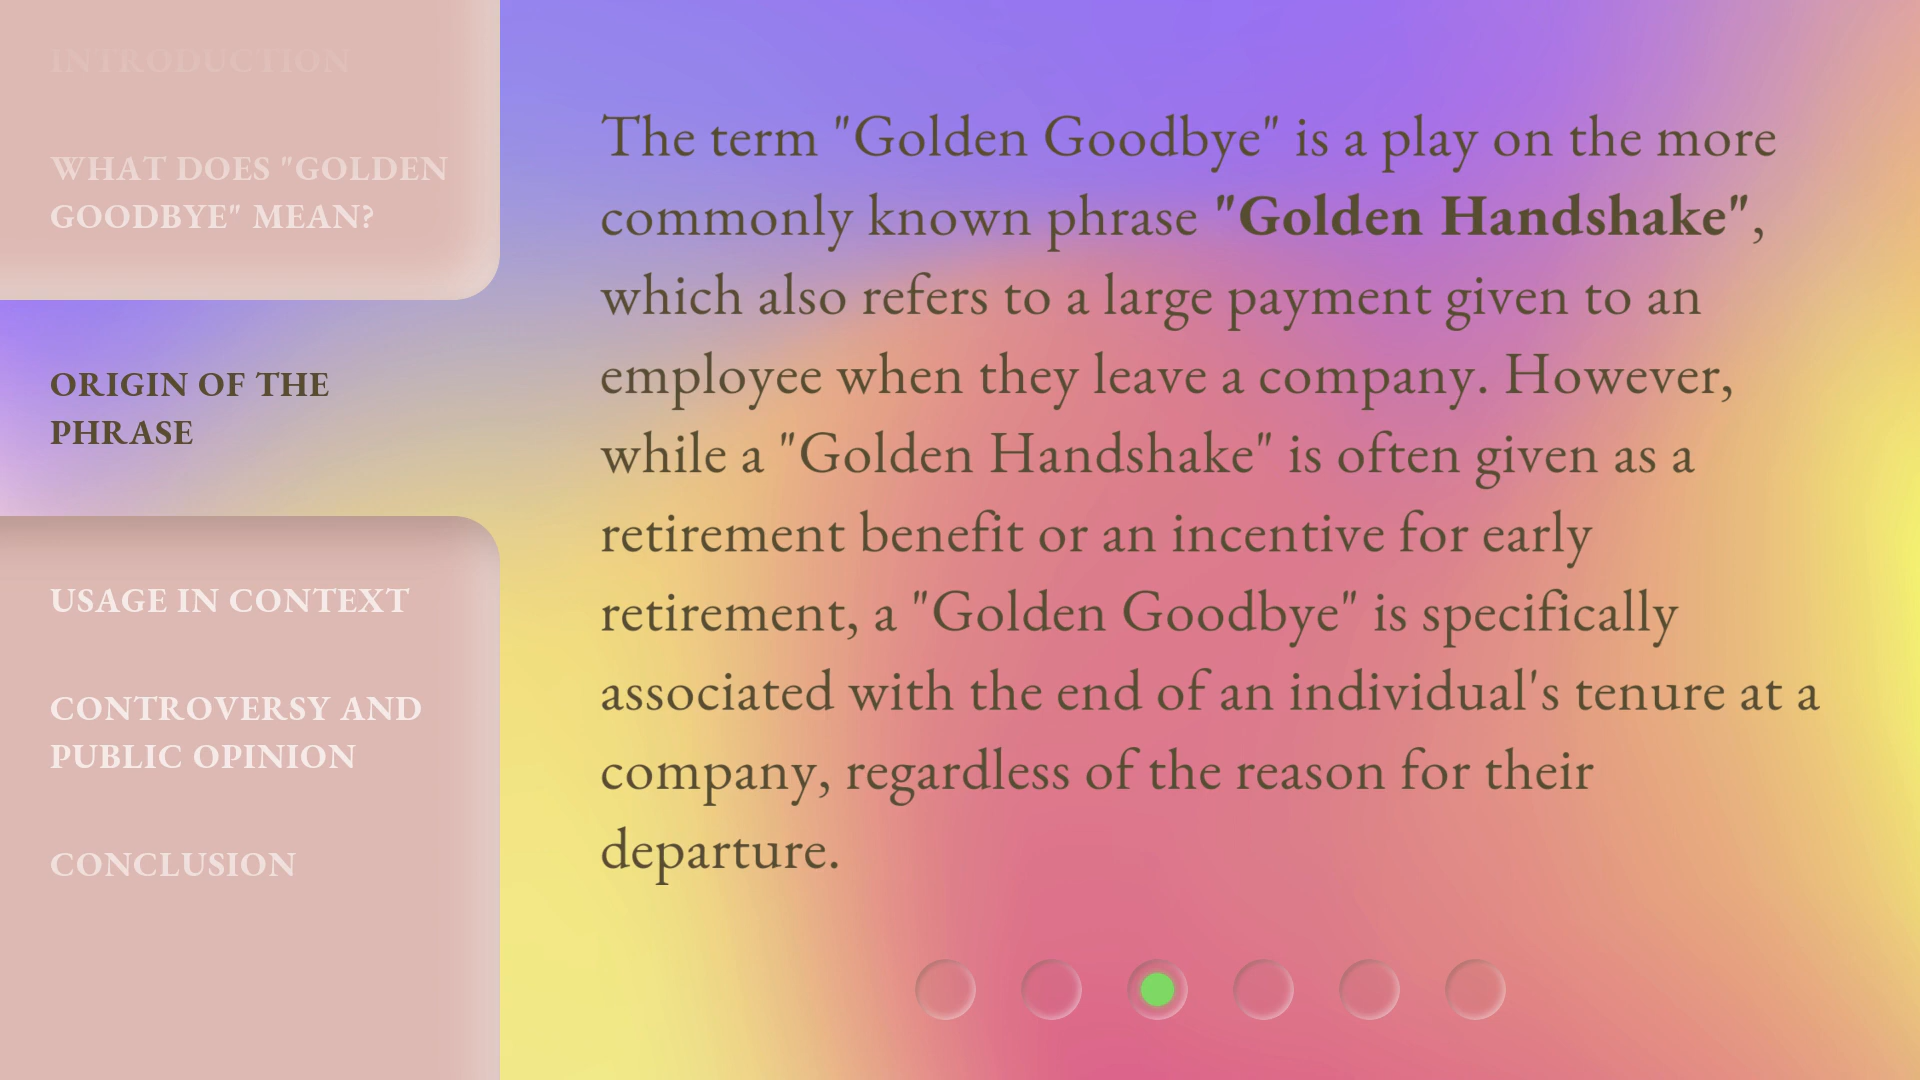 INTRODUCTION
WHAT DOES "GOLDEN
GOODBYE" MEAN?
ORIGIN OF THE
PHRASE
USAGE IN CONTEXT
CONTROVERSY AND
PUBLIC OPINION
CONCLUSION
The term "Golden Goodbye" is a play on the more
commonly known phrase "Golden Handshake",
which also refers to a large payment given to an
employee when they leave a company. However,
while a "Golden Handshake" is often given as a
retirement benefit or an incentive for early
retirement, a "Golden Goodbye" is specifically
associated with the end of an individual's tenure at a
company, regardless of the reason for their
departure.